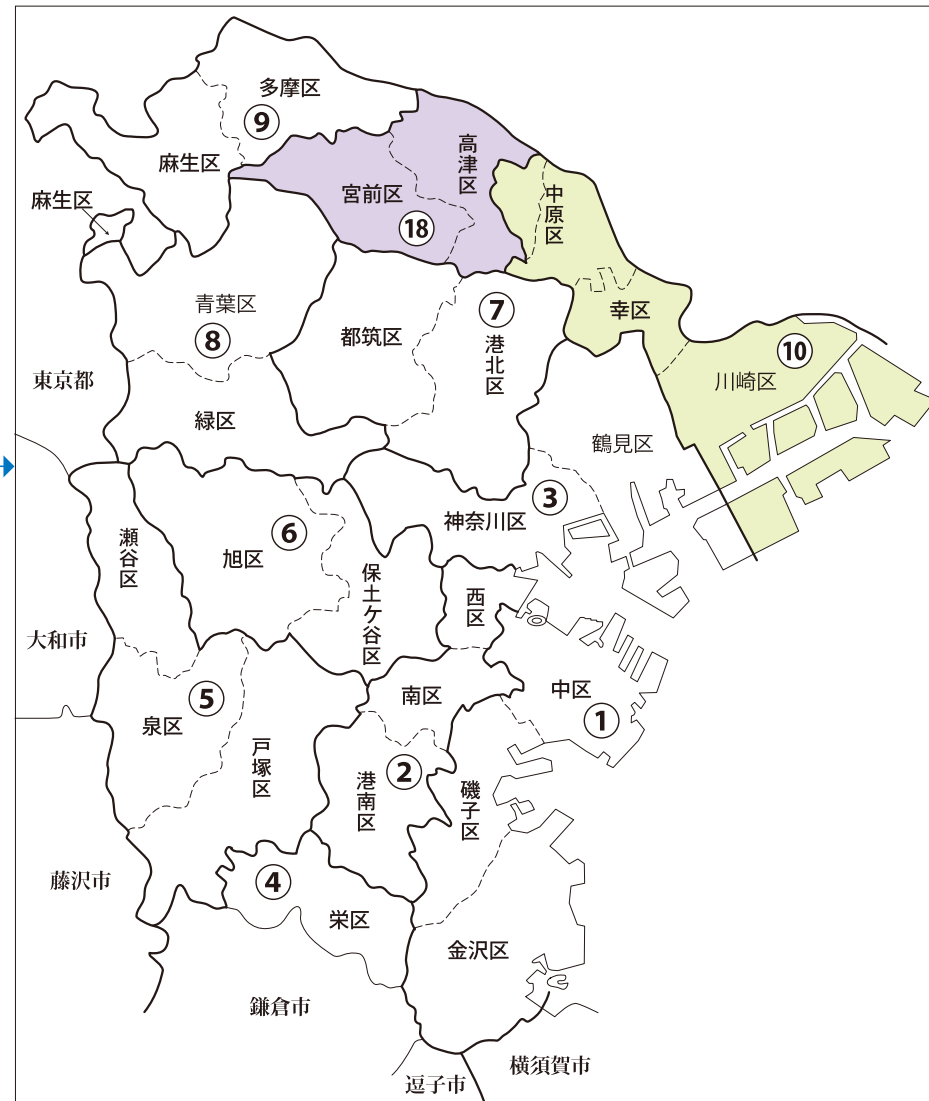 多摩区
⑨
麻生区
麻生区
高津区
宮前区
⑱
中原区
幸区
⑩
川崎区
青葉区
⑧
都筑区
⑦
港北区
東京都
緑区
鶴見区
③
神奈川区
⑥
旭区
瀬谷区
保土ケ谷区
西区
大和市
⑤
泉区
南区
中区
①
戸塚区
②
港南区
磯子区
藤沢市
④
栄区
金沢区
鎌倉市
横須賀市
逗子市